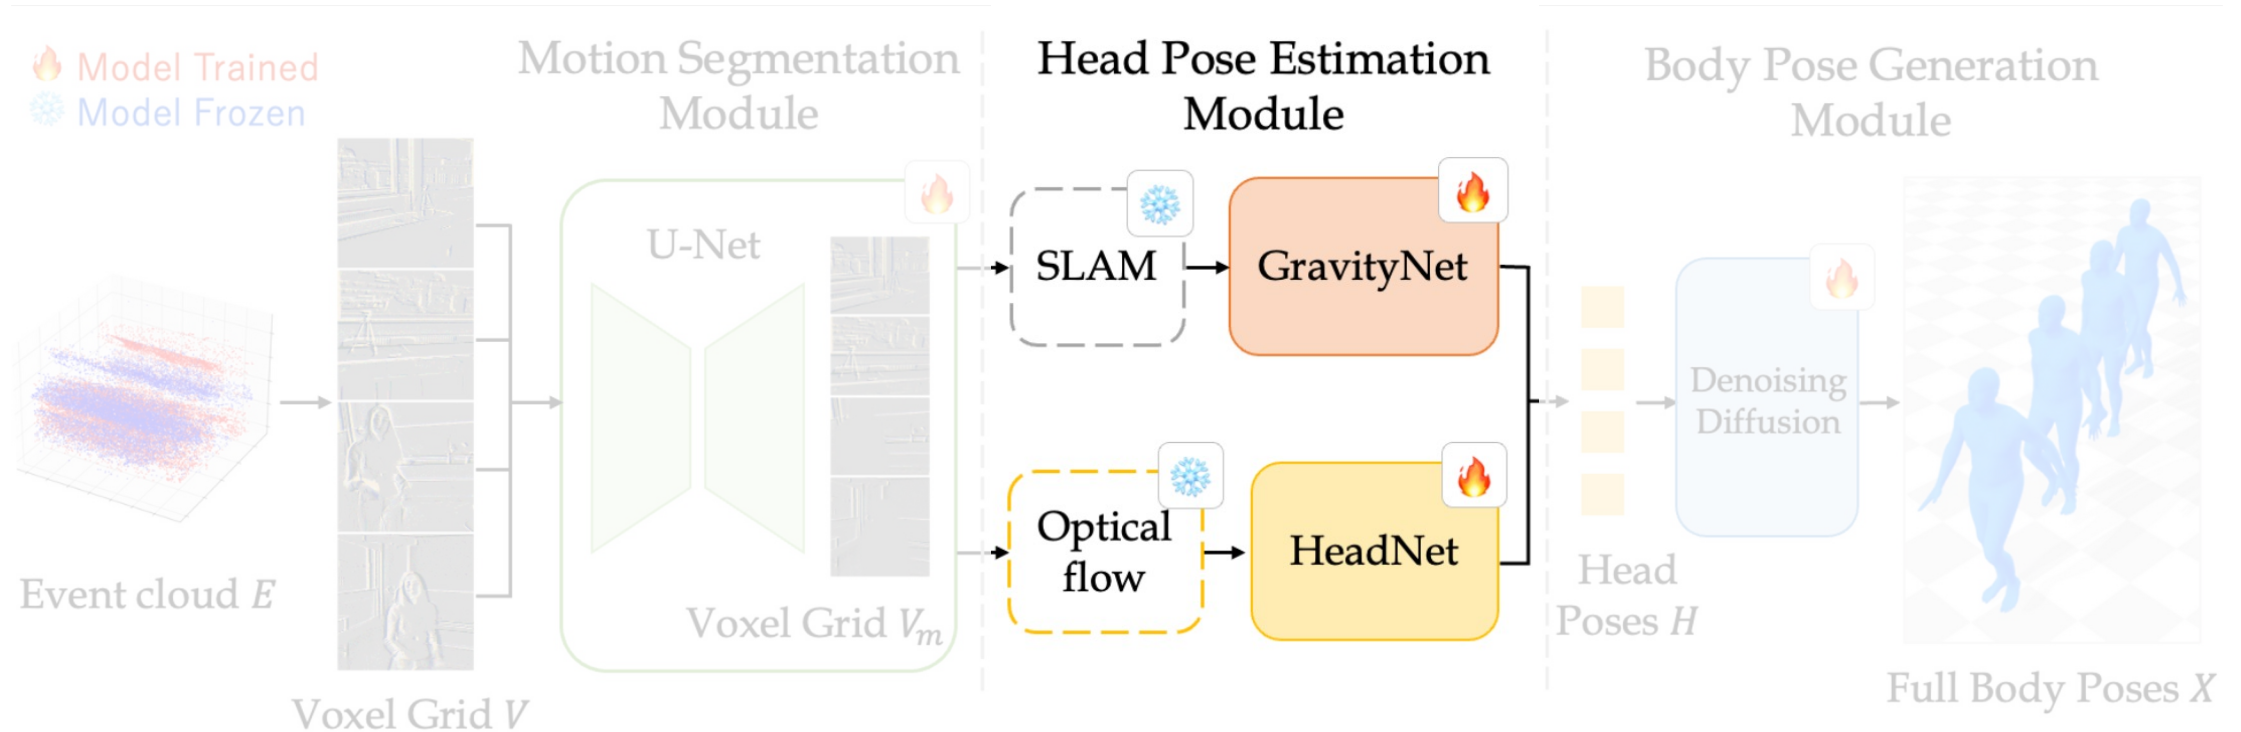 Model Trained
Model Frozen
Motion Segmentation
Module
Head Pose Estimation
Module
Body Pose Generation
Module
U-Net
SLAM
GravityNet
Optical
flow
HeadNet
Denoising
Diffusion
Event cloud E
Voxel Grid V
Voxel Grid Vₘ
Head
Poses H
Full Body Poses X